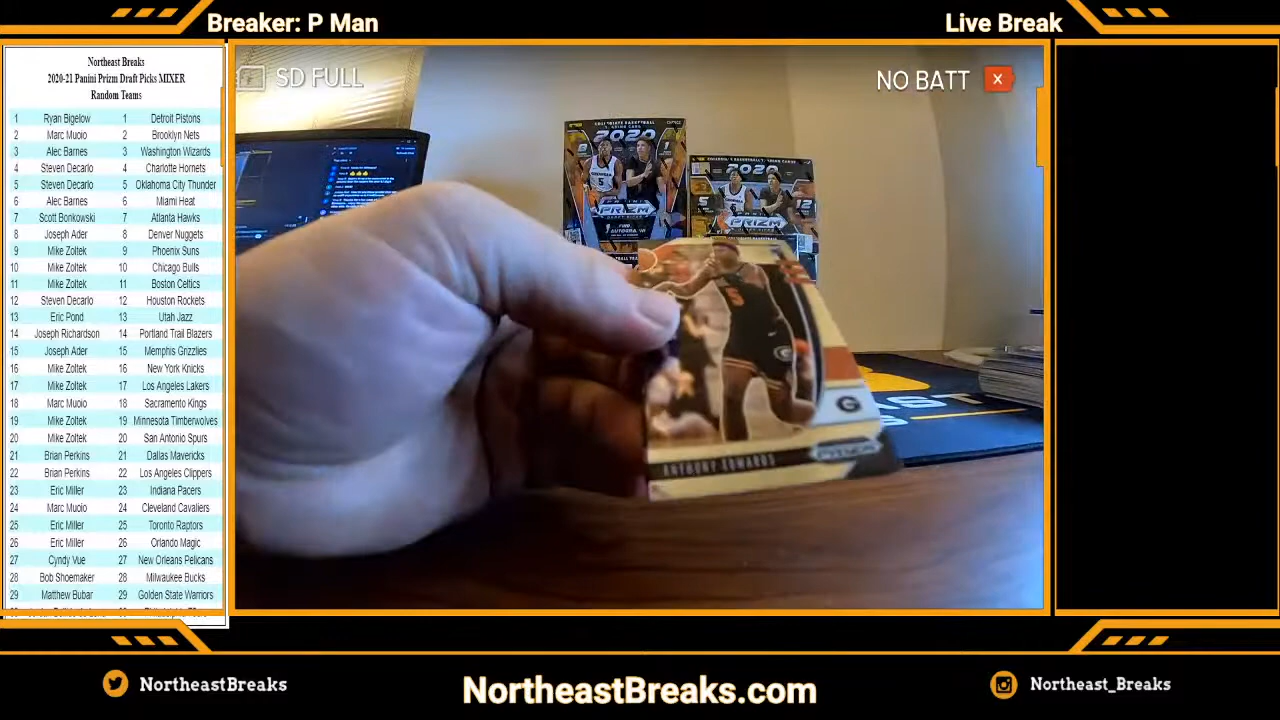 Breaker: P Man
Live Break
Northeast Breaks
2020-21 Panini Prizm Draft Picks MIXER
Random Teams
1 Ryan Bigelow 1 Detroit Pistons
2 Marc Muoio 2 Brooklyn Nets
3 Alec Barnes 3 Washington Wizards
4 Steven Decarlo 4 Charlotte Hornets
5 Steven Decarlo 5 Oklahoma City Thunder
6 Alec Barnes 6 Miami Heat
7 Scott Bonkowski 7 Atlanta Hawks
8 Joseph Ader 8 Denver Nuggets
9 Mike Zoltek 9 Phoenix Suns
10 Mike Zoltek 10 Chicago Bulls
11 Mike Zoltek 11 Boston Celtics
12 Steven Decarlo 12 Houston Rockets
13 Eric Pond 13 Utah Jazz
14 Joseph Richardson 14 Portland Trail Blazers
15 Joseph Ader 15 Memphis Grizzlies
16 Mike Zoltek 16 New York Knicks
17 Mike Zoltek 17 Los Angeles Lakers
18 Marc Muoio 18 Sacramento Kings
19 Mike Zoltek 19 Minnesota Timberwolves
20 Mike Zoltek 20 San Antonio Spurs
21 Brian Perkins 21 Dallas Mavericks
22 Brian Perkins 22 Los Angeles Clippers
23 Eric Miller 23 Indiana Pacers
24 Marc Muoio 24 Cleveland Cavaliers
25 Eric Miller 25 Toronto Raptors
26 Eric Miller 26 Orlando Magic
27 Cyndy Vue 27 New Orleans Pelicans
28 Bob Shoemaker 28 Milwaukee Bucks
29 Matthew Bubar 29 Golden State Warriors
SD FULL
NO BATT
2020
PANINI
PRIZM
2020
PRIZM
5
G
ANTHONY EDWARDS
PRIZM
NortheastBreaks
NortheastBreaks.com
Northeast_Breaks